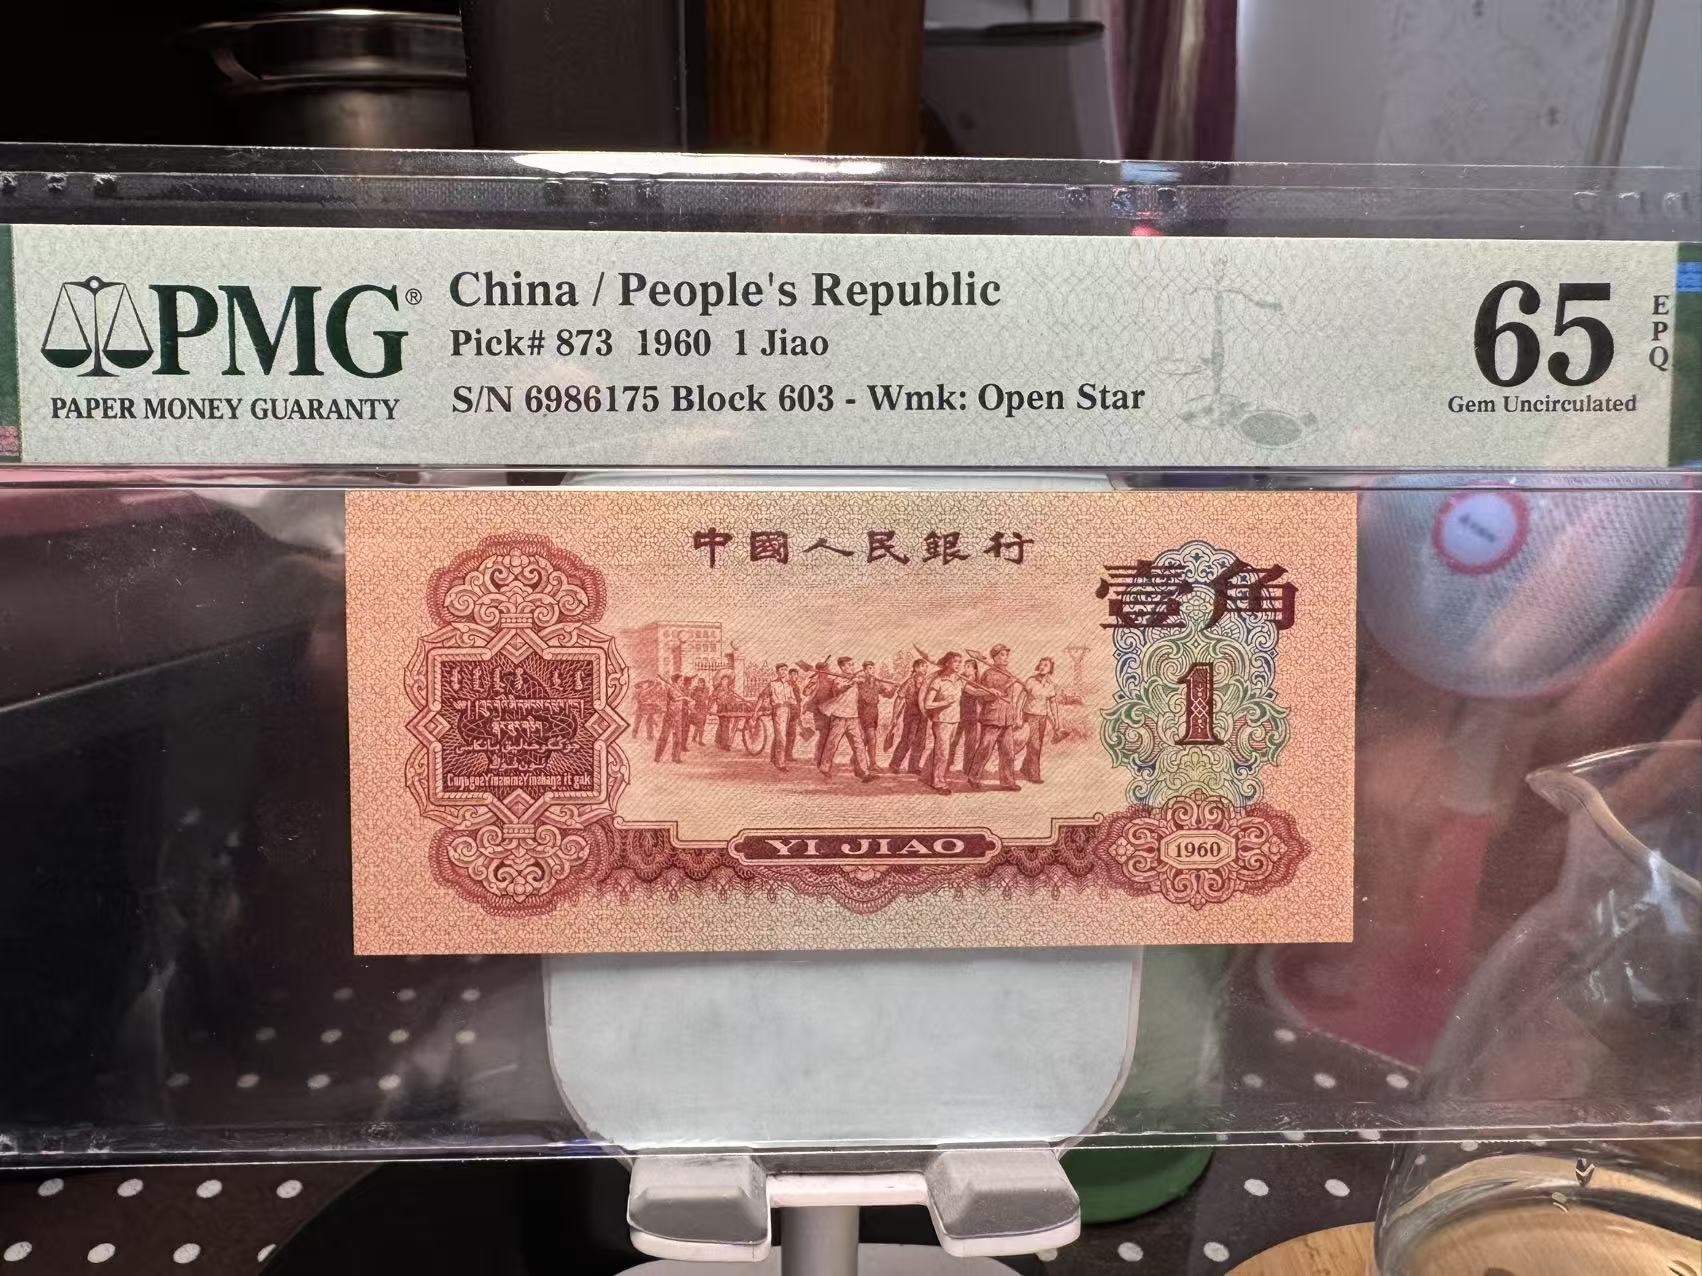 PMG®
PAPER MONEY GUARANTY
China / People's Republic
Pick# 873 1960 1 Jiao
S/N 6986175 Block 603 - Wmk: Open Star
65
EPQ
Gem Uncirculated
中國人民銀行
壹角
1
YI JIAO
1960